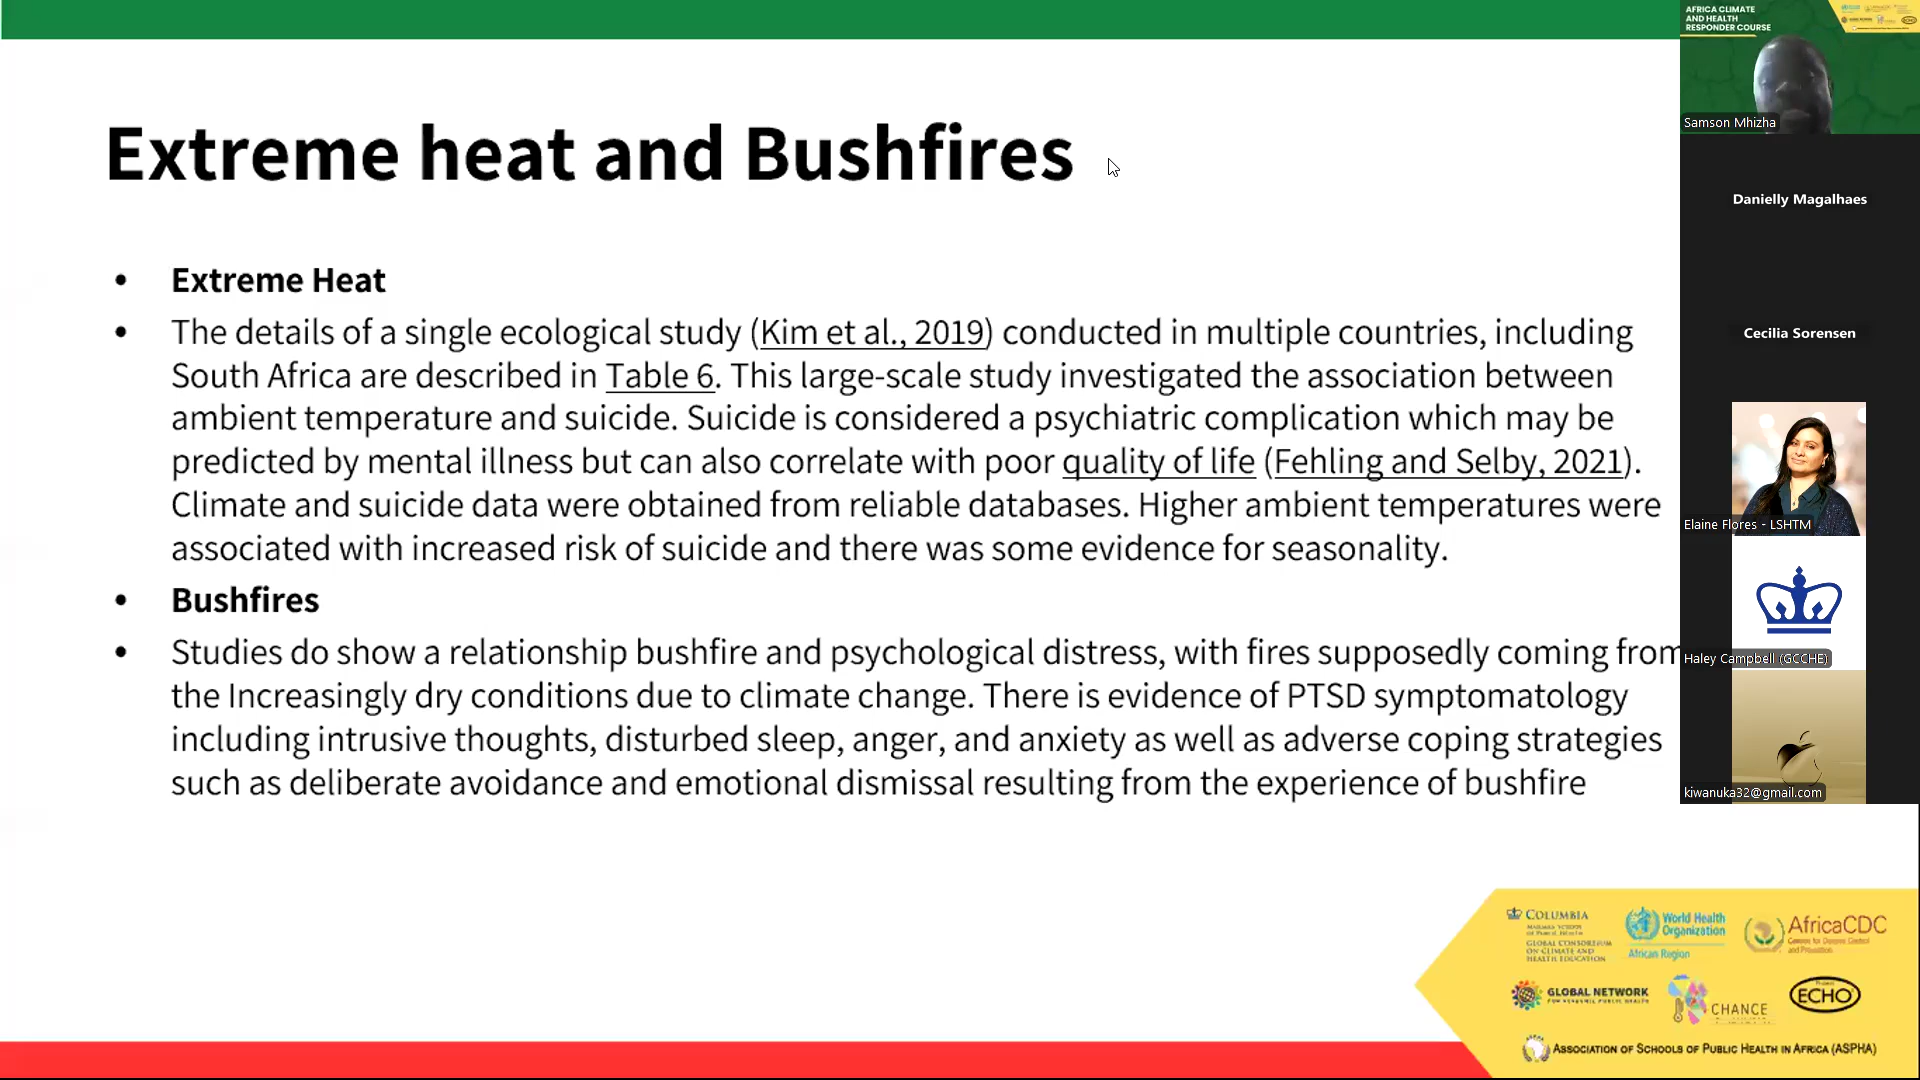 Extreme heat and Bushfires
• Extreme Heat
• The details of a single ecological study (Kim et al., 2019) conducted in multiple countries, including
South Africa are described in Table 6. This large-scale study investigated the association between
ambient temperature and suicide. Suicide is considered a psychiatric complication which may be
predicted by mental illness but can also correlate with poor quality of life (Fehling and Selby, 2021).
Climate and suicide data were obtained from reliable databases. Higher ambient temperatures were
associated with increased risk of suicide and there was some evidence for seasonality.
• Bushfires
• Studies do show a relationship bushfire and psychological distress, with fires supposedly coming from
the Increasingly dry conditions due to climate change. There is evidence of PTSD symptomatology
including intrusive thoughts, disturbed sleep, anger, and anxiety as well as adverse coping strategies
such as deliberate avoidance and emotional dismissal resulting from the experience of bushfire
AFRICA CLIMATE
AND HEALTH
RESPONDER COURSE
Samson Mhizha
Danielly Magalhaes
Cecilia Sorensen
Elaine Flores - LSHTM
Haley Campbell (GCCHE)
kiwanuka32@gmail.com
COLUMBIA
GLOBAL CONSORTIUM
ON CLIMATE AND
HEALTH EDUCATION
World Health
Organization
African Region
AfricaCDC
GLOBAL NETWORK
CHANCE
ECHO
ASSOCIATION OF SCHOOLS OF PUBLIC HEALTH IN AFRICA (ASPHA)